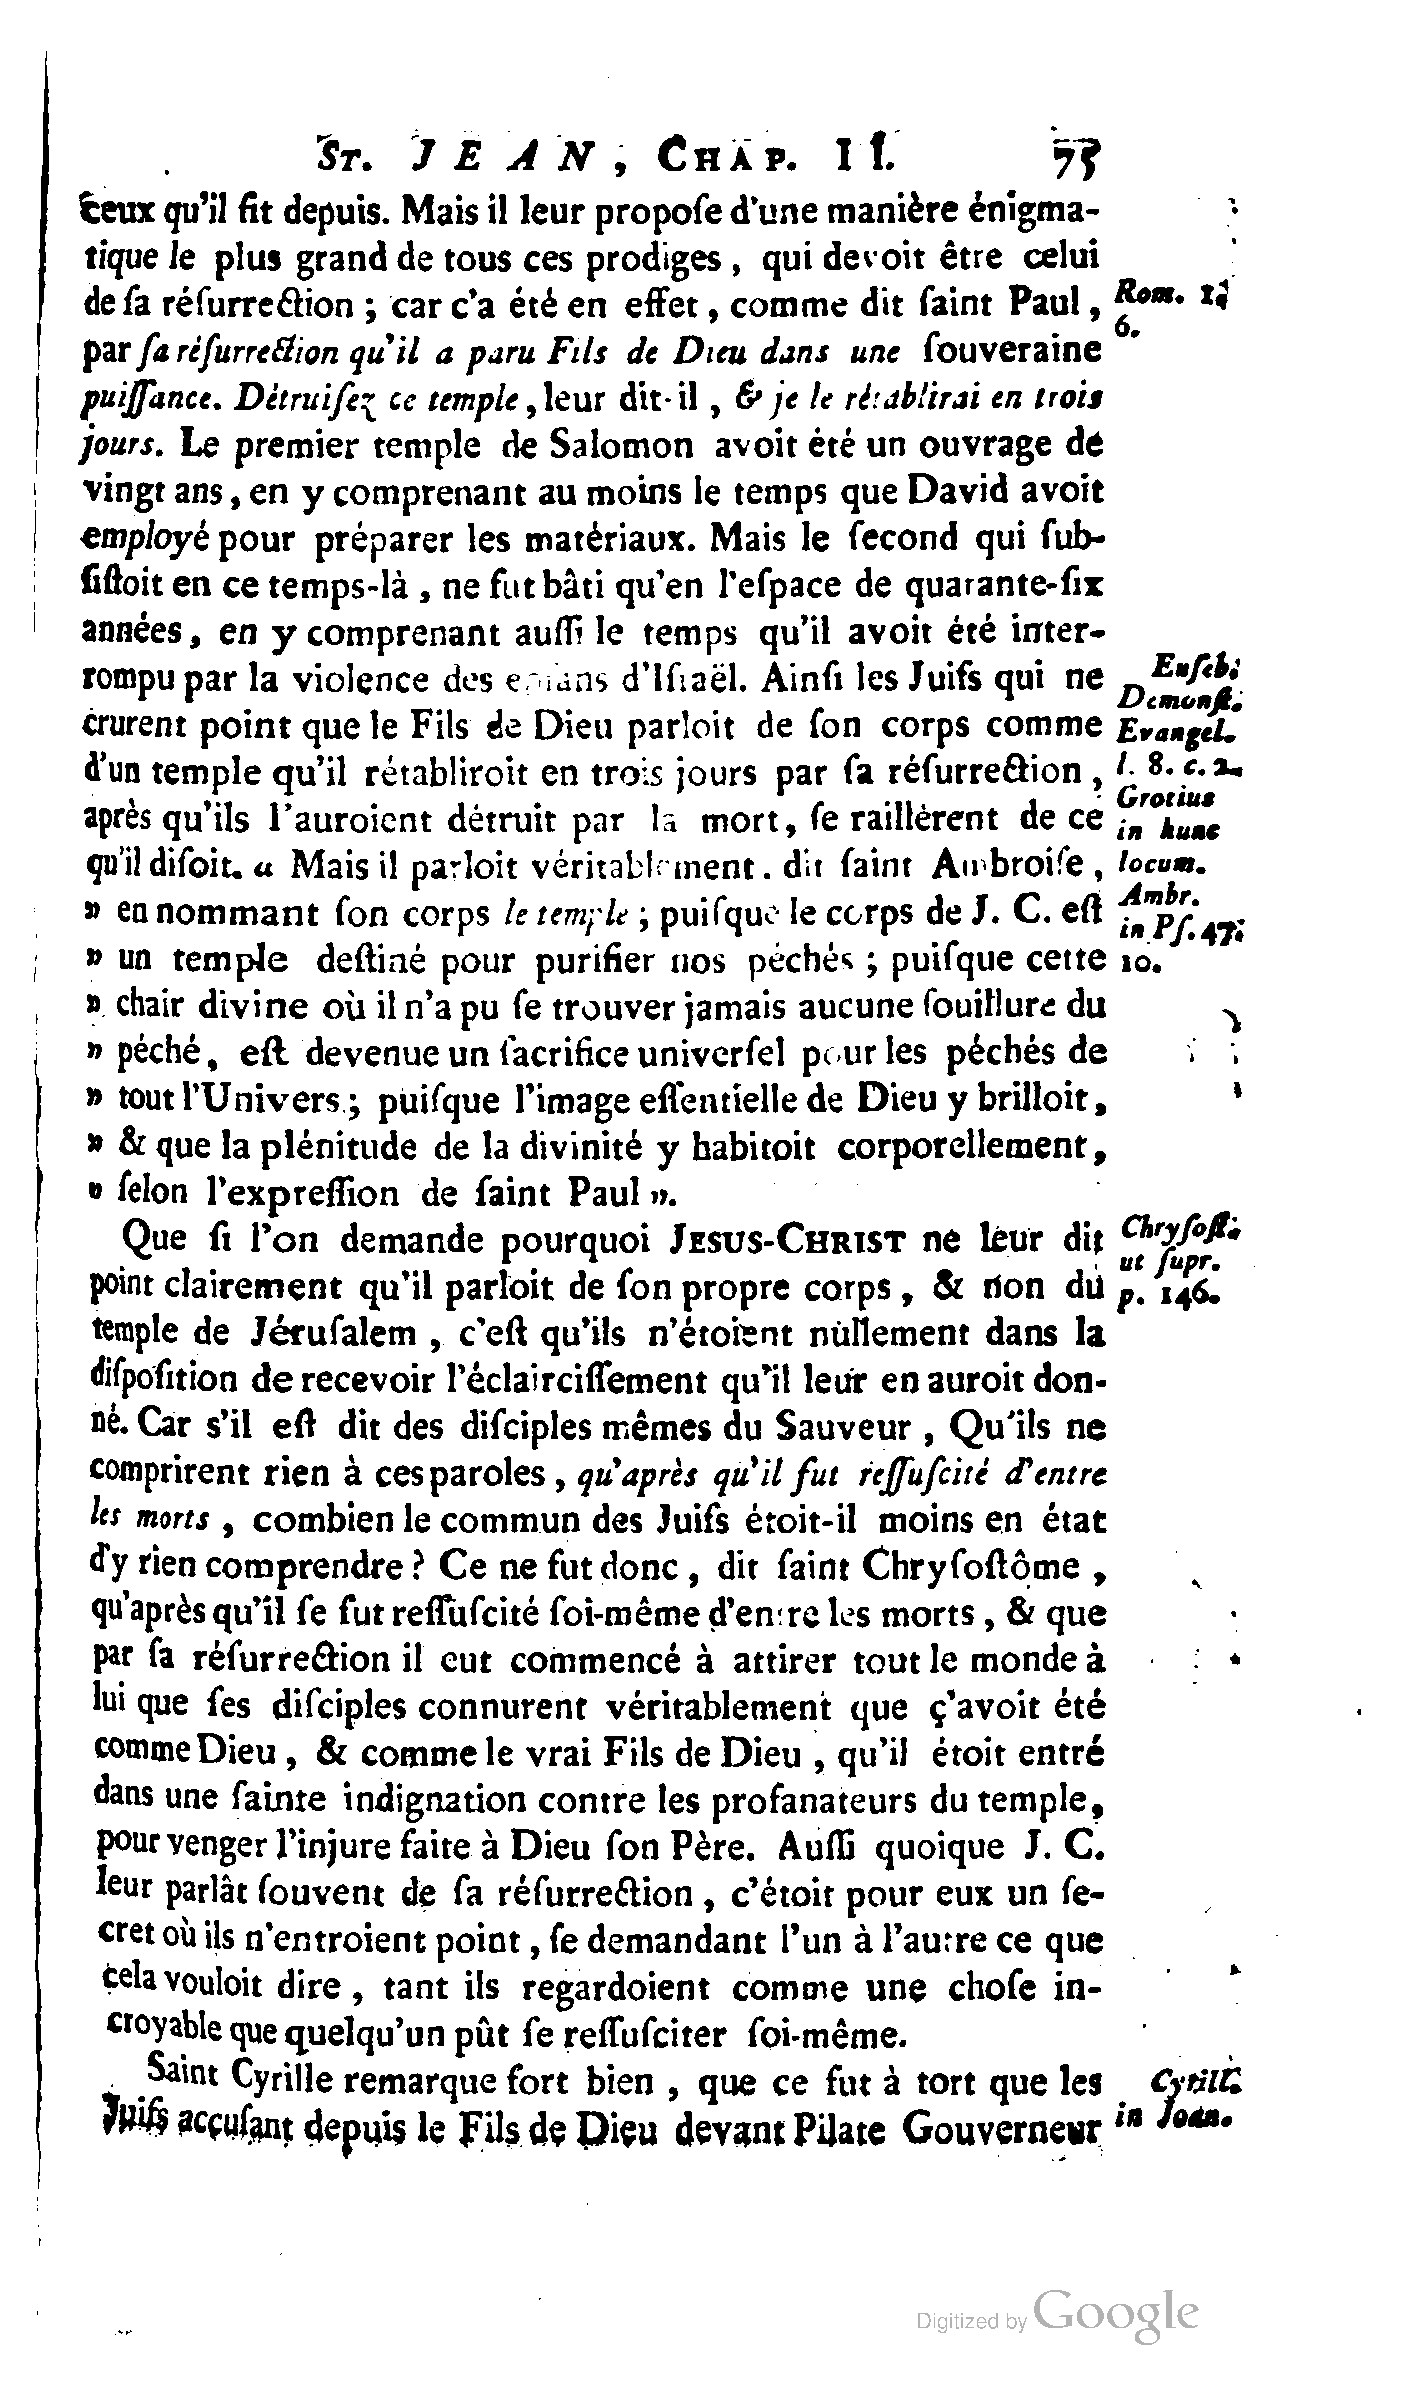 ST. JEAN, CHAP. II. 75
ceux qu'il fit depuis. Mais il leur propoſe d'une manière énigma-
tique le plus grand de tous ces prodiges, qui devoit être celui
de ſa réſurrection ; car c'a été en effet, comme dit ſaint Paul,
par ſa réſurrection qu'il a paru Fils de Dieu dans une ſouveraine
puiſſance. Détruiſez ce temple, leur dit-il, & je le rétablirai en trois
jours. Le premier temple de Salomon avoit été un ouvrage de
vingt ans, en y comprenant au moins le temps que David avoit
employé pour préparer les matériaux. Mais le ſecond qui ſub-
ſiſtoit en ce temps-là, ne fut bâti qu'en l'eſpace de quarante-ſix
années, en y comprenant auſſi le temps qu'il avoit été inter-
rompu par la violence des d'Iſraël. Ainſi les Juifs qui ne
crurent point que le Fils de Dieu parloit de ſon corps comme
d'un temple qu'il rétabliroit en trois jours par ſa réſurrection,
après qu'ils l'auroient détruit par la mort, ſe raillèrent de ce
qu'il diſoit. « Mais il parloit véritablement. dit ſaint Ambroiſe,
» en nommant ſon corps le temple ; puiſque le corps de J. C. eſt
» un temple deſtiné pour purifier nos péchés ; puiſque cette
» chair divine où il n'a pu ſe trouver jamais aucune ſouillure du
» péché, eſt devenue un ſacrifice univerſel pour les péchés de
» tout l'Univers ; puiſque l'image eſſentielle de Dieu y brilloit,
» & que la plénitude de la divinité y habitoit corporellement,
» ſelon l'expreſſion de ſaint Paul ».
Que ſi l'on demande pourquoi JESUS-CHRIST ne leur dit
point clairement qu'il parloit de ſon propre corps, & non du
temple de Jéruſalem, c'eſt qu'ils n'étoient nullement dans la
diſpoſition de recevoir l'éclairciſſement qu'il leur en auroit don-
né. Car s'il eſt dit des diſciples mêmes du Sauveur, Qu'ils ne
comprirent rien à ces paroles, qu'après qu'il fut reſſuſcité d'entre
les morts, combien le commun des Juifs étoit-il moins en état
d'y rien comprendre ? Ce ne fut donc, dit ſaint Chryſoſtôme,
qu'après qu'il ſe fut reſſuſcité ſoi-même d'entre les morts, & que
par ſa réſurrection il eut commencé à attirer tout le monde à
lui que ſes diſciples connurent véritablement que ç'avoit été
comme Dieu, & comme le vrai Fils de Dieu, qu'il étoit entré
dans une ſainte indignation contre les profanateurs du temple,
pour venger l'injure faite à Dieu ſon Père. Auſſi quoique J. C.
leur parlât ſouvent de ſa réſurrection, c'étoit pour eux un ſe-
cret où ils n'entroient point, ſe demandant l'un à l'autre ce que
cela vouloit dire, tant ils regardoient comme une choſe in-
croyable que quelqu'un pût ſe reſſuſciter ſoi-même.
Saint Cyrille remarque fort bien, que ce fut à tort que les
Juifs accuſant depuis le Fils de Dieu devant Pilate Gouverneur
Rom. 1.
6.
Euſeb.
Demonſt.
Evangel.
l. 8. c. 2.
Grotius
in hunc
locum.
Ambr.
in Pſ. 47.
10.
Chryſoſt.
ut ſupr.
p. 146.
Cyrill.
in Joan.
Digitized by Google